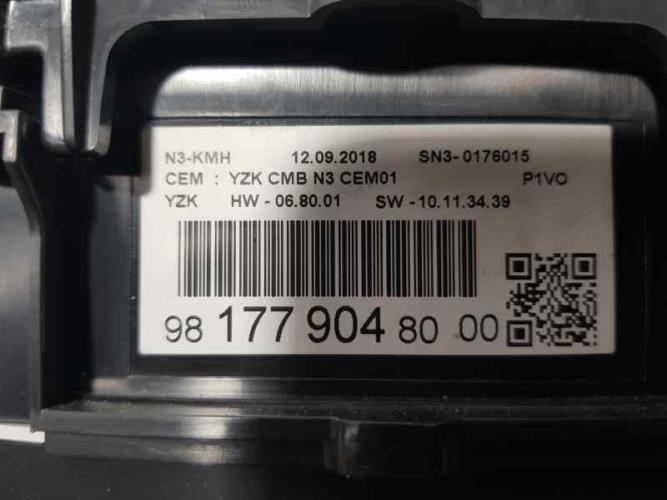 N3-KMH 12.09.2018 SN3- 0176015
CEM : YZK CMB N3 CEM01 P1VO
YZK HW - 06.80.01 SW - 10.11.34.39
98 177 904 80 00